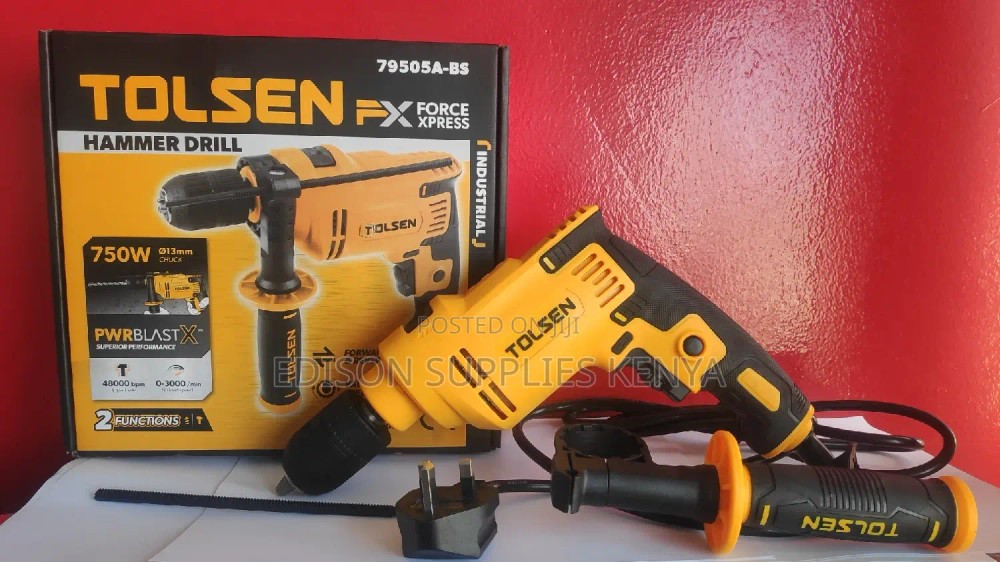 79505A-BS
TOLSEN FX FORCE XPRESS
HAMMER DRILL
INDUSTRIAL
TOLSEN
750W Ø13mm CHUCK
PWRBLASTX™
SUPERIOR PERFORMANCE
48000 bpm
0-3000 /min
2 FUNCTIONS
TOLSEN
TOLSEN
POSTED ON JIJI
EDISON SUPPLIES KENYA
TOLSEN